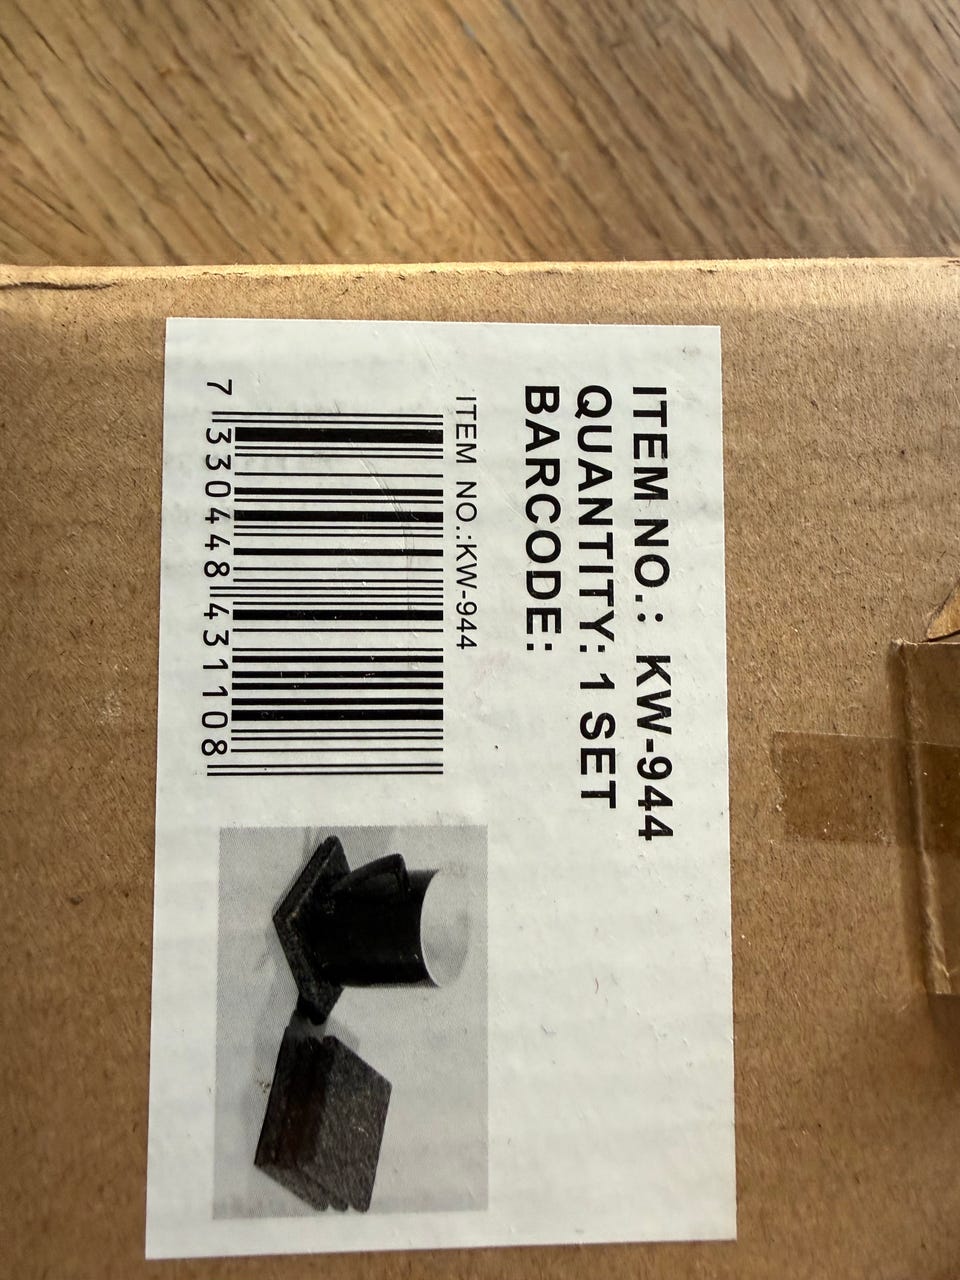 ITEM NO.: KW-944
QUANTITY: 1 SET
BARCODE:
ITEM NO.:KW-944
7 330448 431108